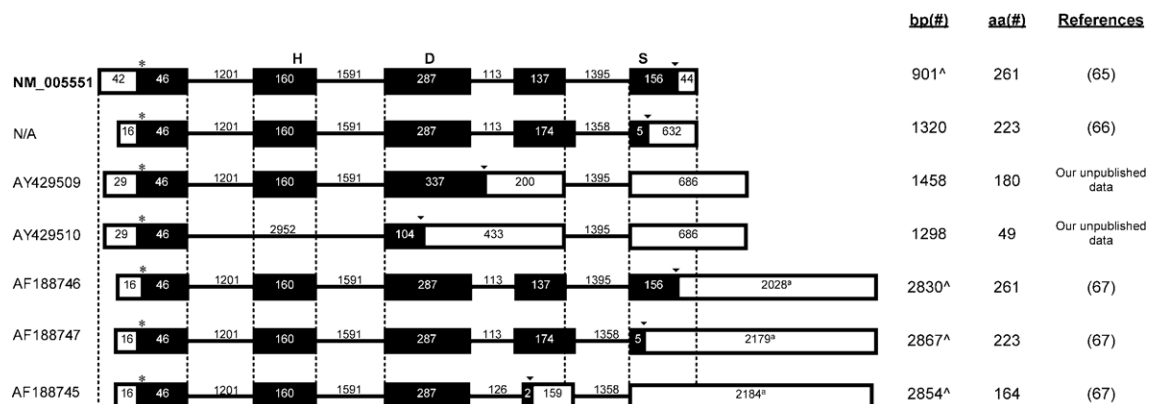 bp(#) aa(#) References
H D S
* 1201 1591 113 1395
NM_005551 42 46 160 287 137 156 44 901^ 261 (65)
* 1201 1591 113 1358
N/A 16 46 160 287 174 5 632 1320 223 (66)
* 1201 1591 1395
AY429509 29 46 160 337 200 686 1458 180 Our unpublished
data
* 2952 1395
AY429510 29 46 104 433 686 1298 49 Our unpublished
data
* 1201 1591 113 1395
AF188746 16 46 160 287 137 156 2028ª 2830^ 261 (67)
* 1201 1591 113 1358
AF188747 16 46 160 287 174 5 2179ª 2867^ 223 (67)
* 1201 1591 126 1358
AF188745 16 46 160 287 2 159 2184ª 2854^ 164 (67)